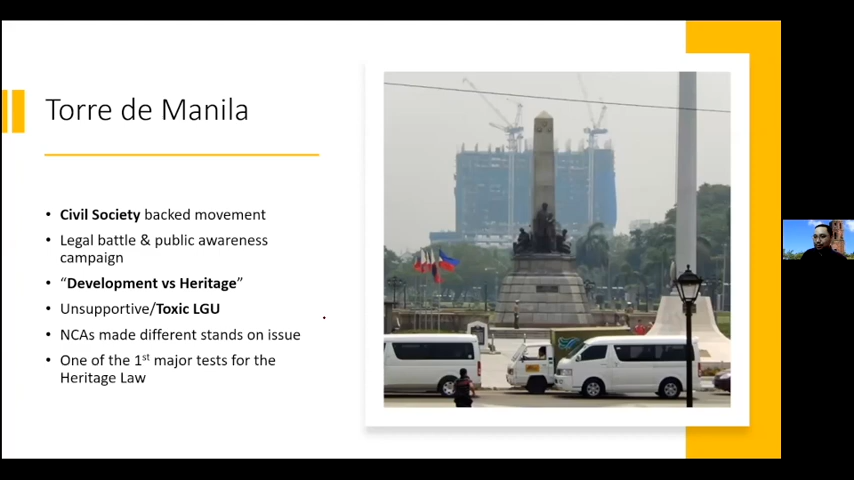 Torre de Manila
• Civil Society backed movement
• Legal battle & public awareness
campaign
• “Development vs Heritage”
• Unsupportive/Toxic LGU
• NCAs made different stands on issue
• One of the 1st major tests for the
Heritage Law